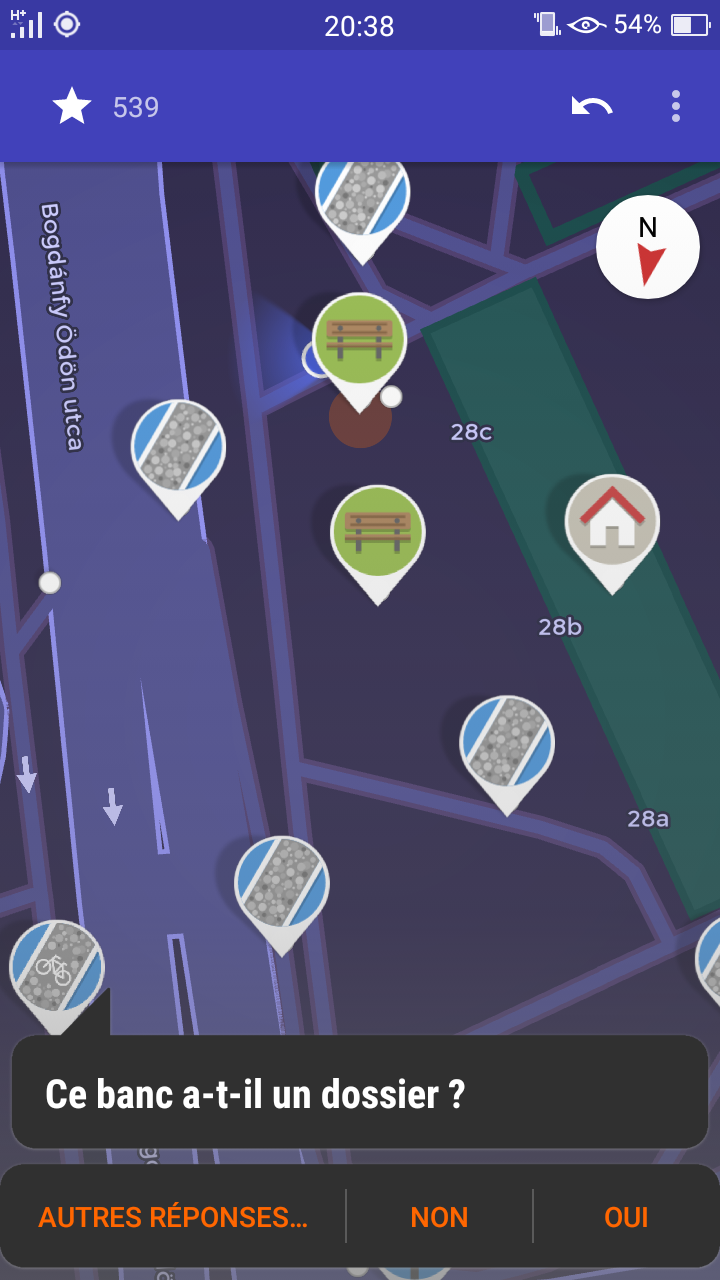 H+ 20:38 54%
539
N
Bogdánfy Ödön utca
28c
28b
28a
Ce banc a-t-il un dossier ?
AUTRES RÉPONSES… NON OUI